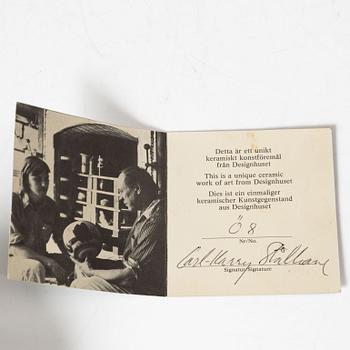 Detta är ett unikt
keramiskt konstföremål
från Designhuset
This is a unique ceramic
work of art from Designhuset
Dies ist ein einmaliger
keramischer Kunstgegenstand
aus Designhuset
Ö 8
Nr/No.
Carl-Harry Stålhane
Signatur/Signature